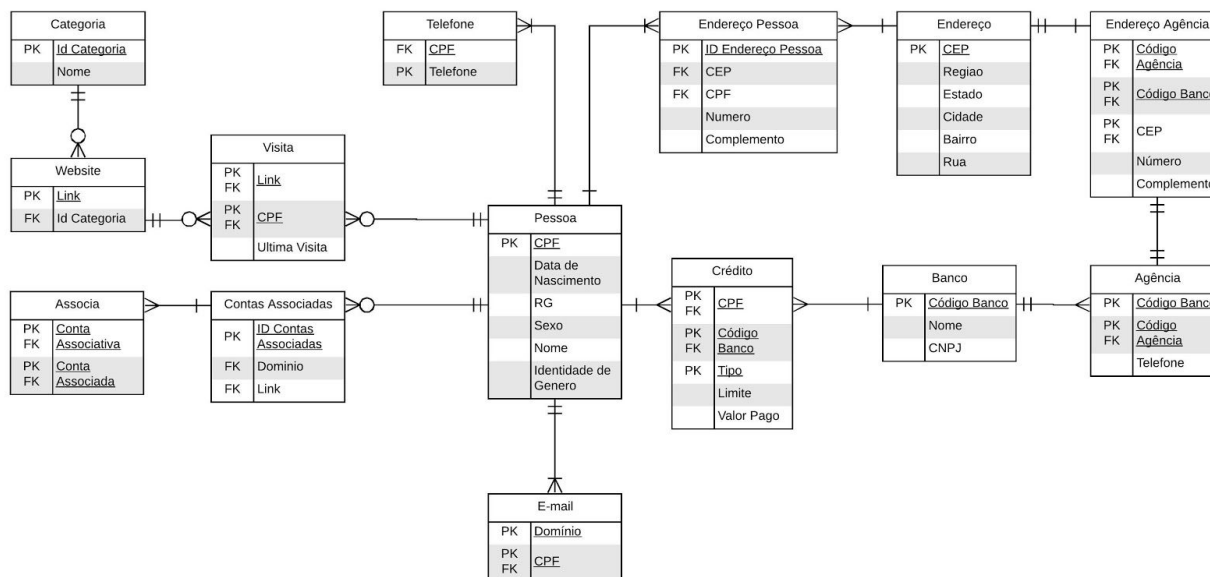 Categoria
PK Id Categoria
Nome
Telefone
FK CPF
PK Telefone
Endereço Pessoa
PK ID Endereço Pessoa
FK CEP
FK CPF
Numero
Complemento
Endereço
PK CEP
Regiao
Estado
Cidade
Bairro
Rua
Endereço Agência
PK Código
FK Agência
PK
FK Código Banco
PK
FK CEP
Número
Complemento
Website
PK Link
FK Id Categoria
Visita
PK
FK Link
PK
FK CPF
Ultima Visita
Pessoa
PK CPF
Data de
Nascimento
RG
Sexo
Nome
Identidade de
Genero
Associa
PK Conta
FK Associativa
PK Conta
FK Associada
Contas Associadas
PK ID Contas
Associadas
FK Dominio
FK Link
Crédito
PK
FK CPF
PK Código
FK Banco
PK Tipo
Limite
Valor Pago
Banco
PK Código Banco
Nome
CNPJ
Agência
PK Código Banco
PK Código
FK Agência
Telefone
E-mail
PK Domínio
PK
FK CPF